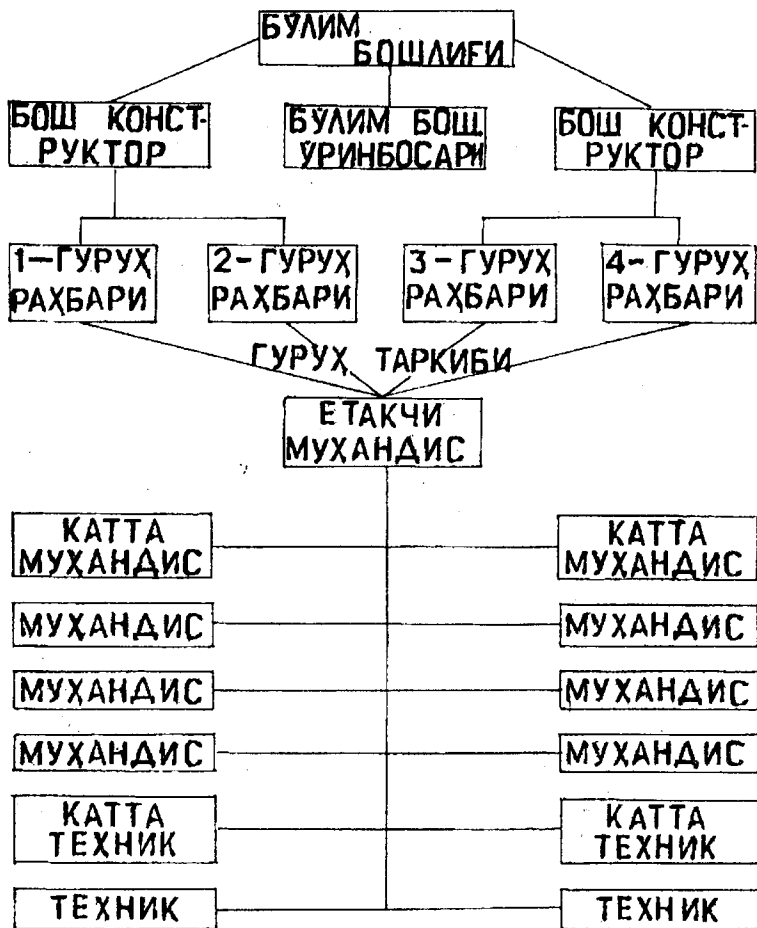 БЎЛИМ
БОШЛИҒИ
БОШ КОНСТ-
РУКТОР
БЎЛИМ БОШ.
ЎРИНБОСАРИ
БОШ КОНСТ-
РУКТОР
1—ГУРУҲ
РАҲБАРИ
2-ГУРУҲ
РАҲБАРИ
3-ГУРУҲ
РАҲБАРИ
4-ГУРУҲ
РАҲБАРИ
ГУРУҲ ТАРКИБИ
ЕТАКЧИ
МУҲАНДИС
КАТТА
МУҲАНДИС
КАТТА
МУҲАНДИС
МУҲАНДИС
МУҲАНДИС
МУҲАНДИС
МУҲАНДИС
МУҲАНДИС
МУҲАНДИС
КАТТА
ТЕХНИК
КАТТА
ТЕХНИК
ТЕХНИК
ТЕХНИК